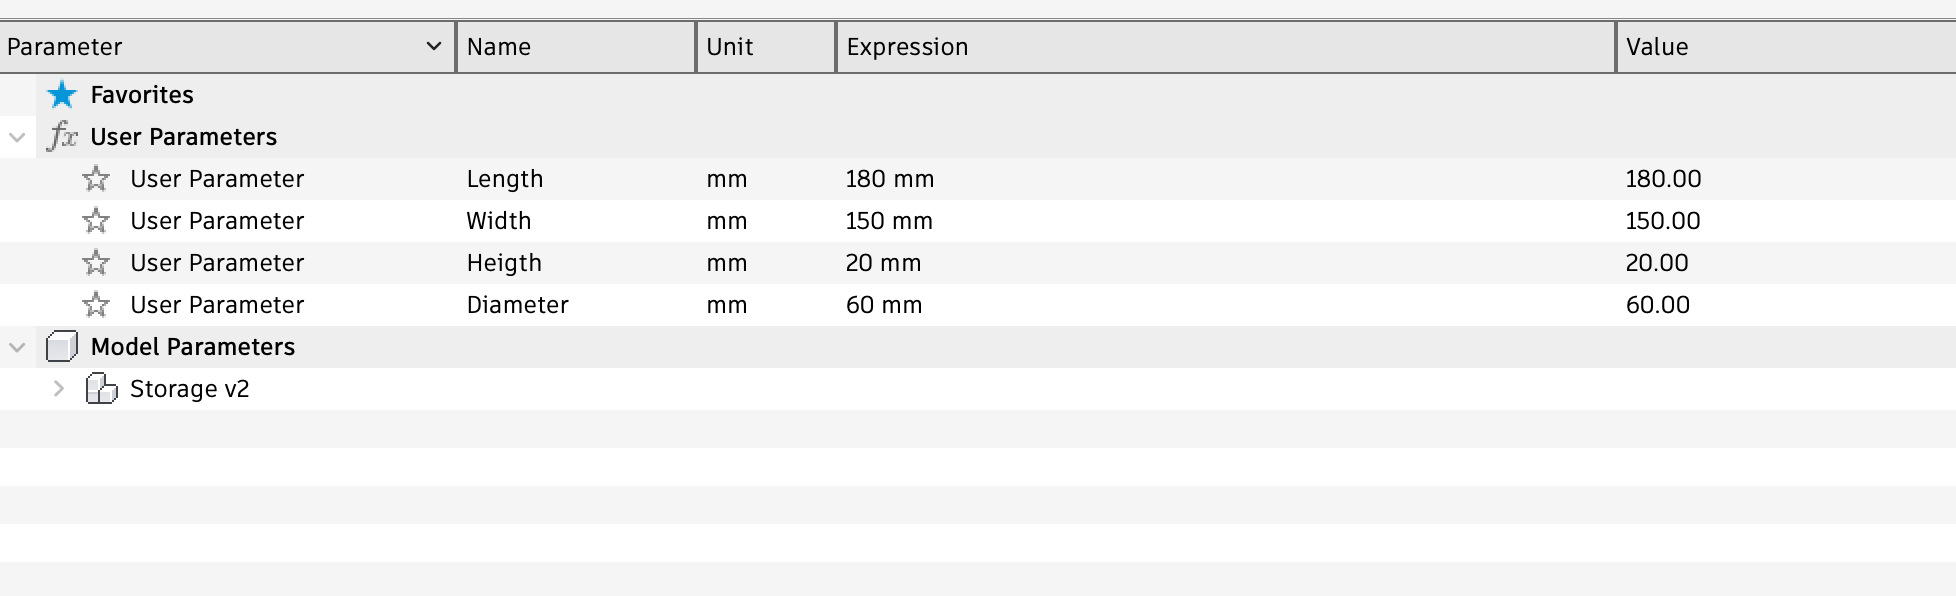 Parameter Name Unit Expression Value
Favorites
fx User Parameters
User Parameter Length mm 180 mm 180.00
User Parameter Width mm 150 mm 150.00
User Parameter Heigth mm 20 mm 20.00
User Parameter Diameter mm 60 mm 60.00
Model Parameters
Storage v2